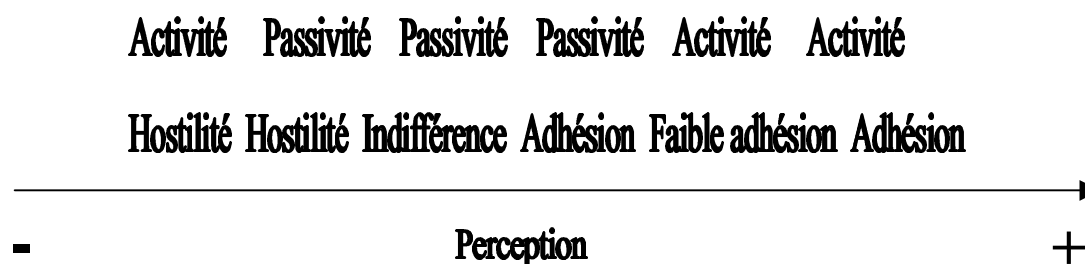 Activité Passivité Passivité Passivité Activité Activité
Hostilité Hostilité Indifférence Adhésion Faible adhésion Adhésion
- Perception +